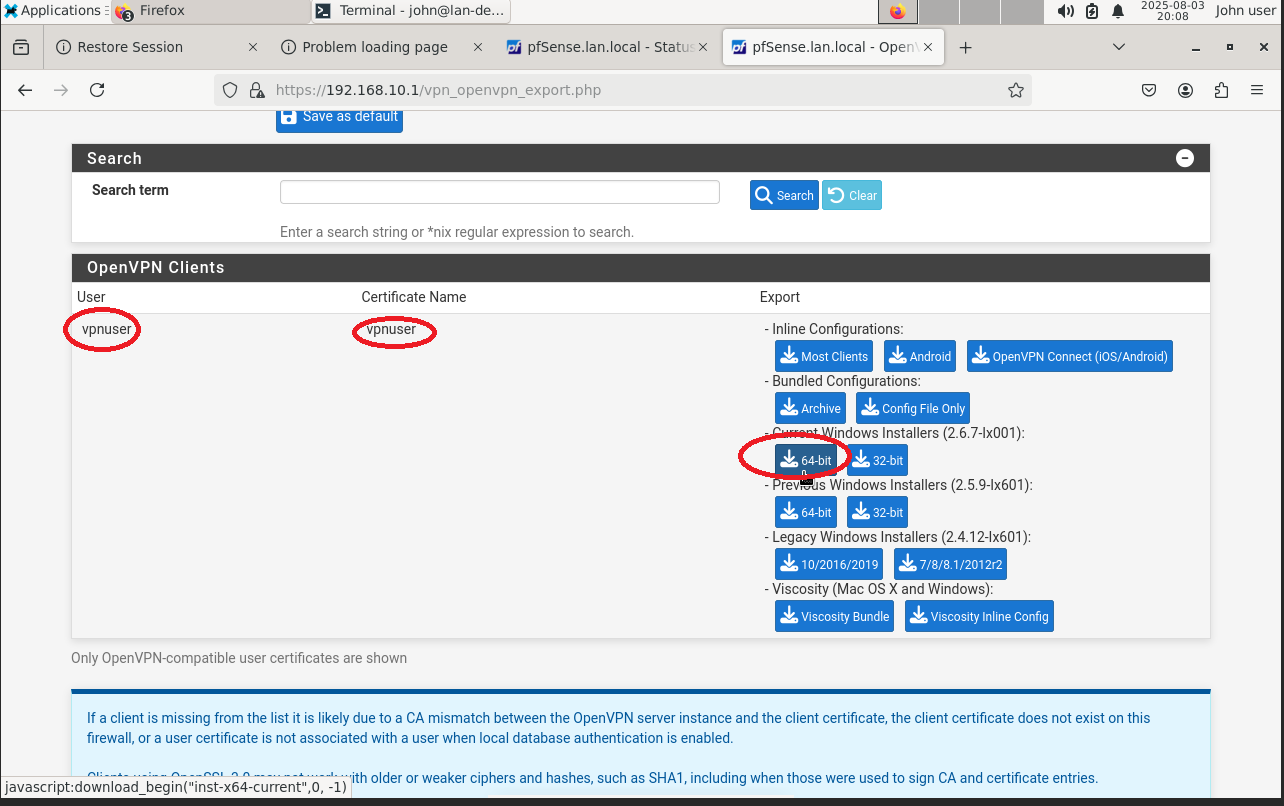 Applications
3 Firefox
Terminal - john@lan-de...
2025-08-03
20:08
John user
Restore Session
Problem loading page
pfSense.lan.local - Status
pfSense.lan.local - OpenV
https://192.168.10.1/vpn_openvpn_export.php
Save as default
Search
Search term
Search
Clear
Enter a search string or *nix regular expression to search.
OpenVPN Clients
User
Certificate Name
Export
vpnuser
vpnuser
- Inline Configurations:
Most Clients
Android
OpenVPN Connect (iOS/Android)
- Bundled Configurations:
Archive
Config File Only
- Current Windows Installers (2.6.7-Ix001):
64-bit
32-bit
- Previous Windows Installers (2.5.9-Ix601):
64-bit
32-bit
- Legacy Windows Installers (2.4.12-Ix601):
10/2016/2019
7/8/8.1/2012r2
- Viscosity (Mac OS X and Windows):
Viscosity Bundle
Viscosity Inline Config
Only OpenVPN-compatible user certificates are shown
If a client is missing from the list it is likely due to a CA mismatch between the OpenVPN server instance and the client certificate, the client certificate does not exist on this
firewall, or a user certificate is not associated with a user when local database authentication is enabled.
Clients using OpenSSL 3.0 may not work with older or weaker ciphers and hashes, such as SHA1, including when those were used to sign CA and certificate entries.
javascript:download_begin("inst-x64-current",0, -1)